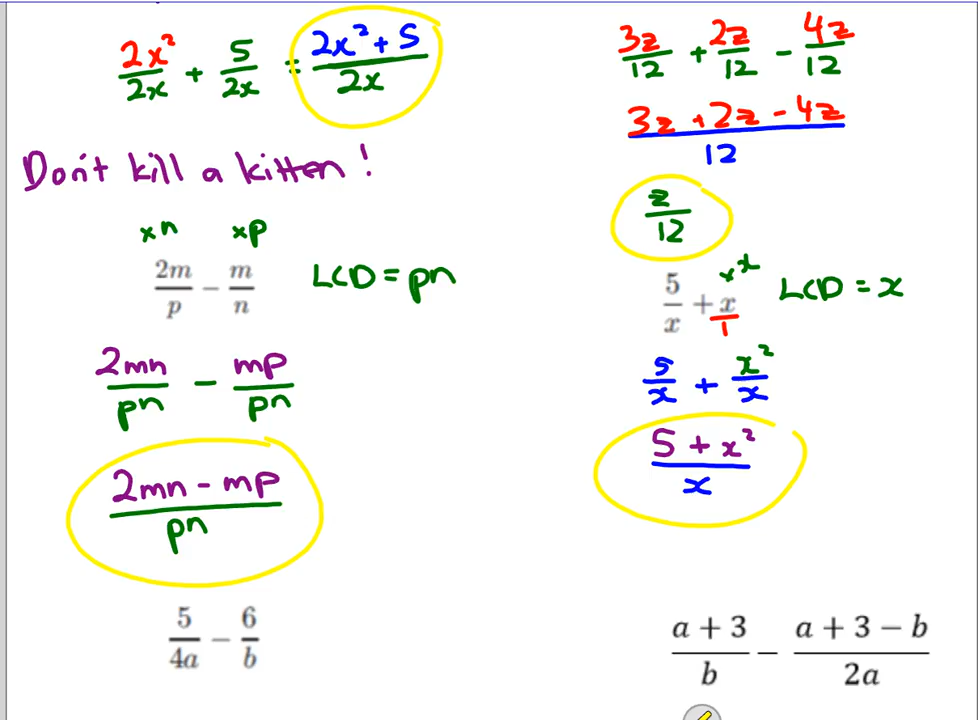 2x²/2x + 5/2x = 2x² + 5/2x
Don't kill a kitten!
×n ×p
2m/p − m/n LCD = pn
2mn/pn − mp/pn
2mn − mp/pn
5/4a − 6/b
3z/12 + 2z/12 − 4z/12
3z + 2z − 4z/12
z/12
×x
5/x + x/1 LCD = x
5/x + x²/x
5 + x²/x
a + 3/b − a + 3 − b/2a